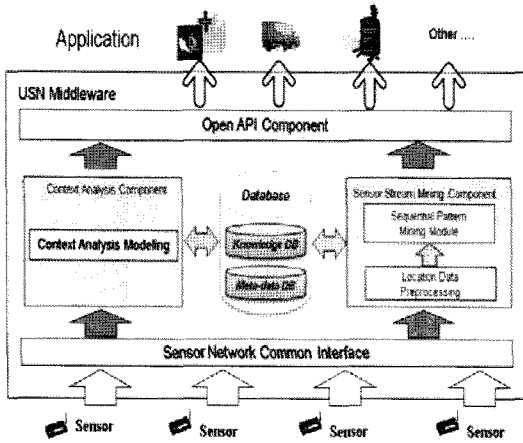 Application
Other ....
USN Middleware
Open API Component
Context Analysis Component
Context Analysis Modeling
Database
Knowledge DB
Meta-data DB
Sensor Stream Mining Component
Sequential Pattern
Mining Module
Location Data
Preprocessing
Sensor Network Common Interface
Sensor
Sensor
Sensor
Sensor